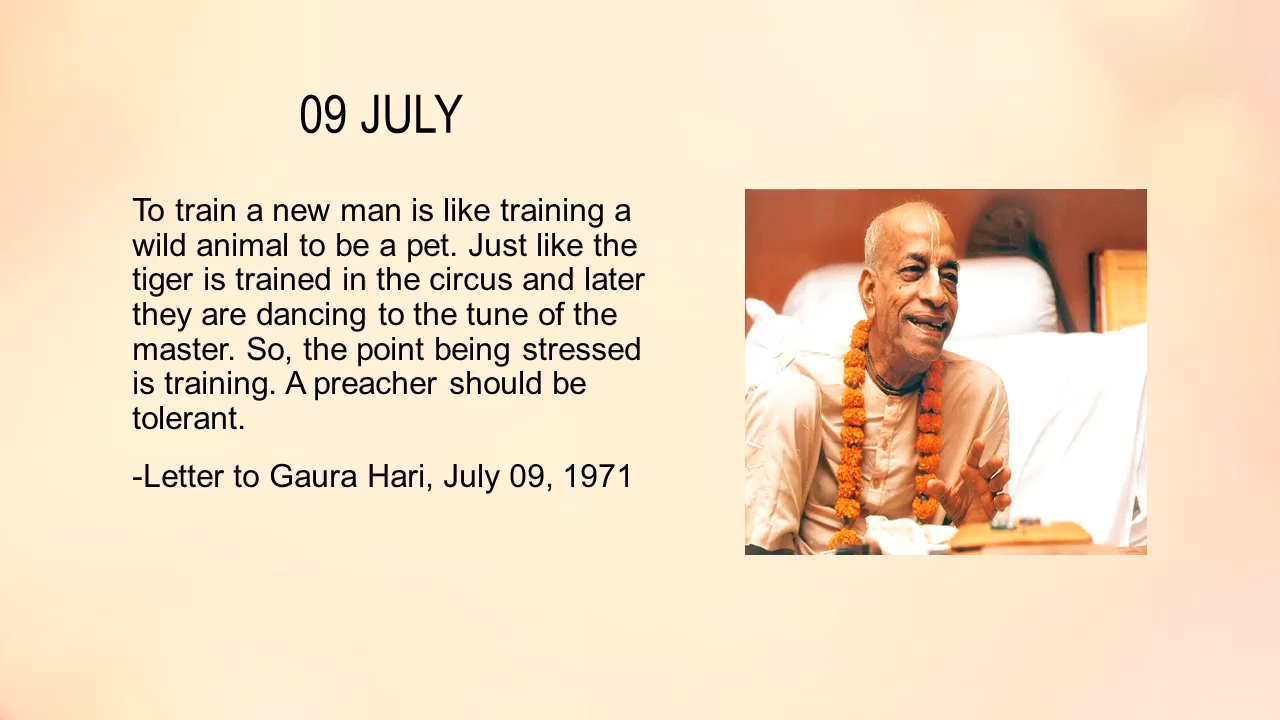 09 JULY
To train a new man is like training a
wild animal to be a pet. Just like the
tiger is trained in the circus and later
they are dancing to the tune of the
master. So, the point being stressed
is training. A preacher should be
tolerant.
-Letter to Gaura Hari, July 09, 1971